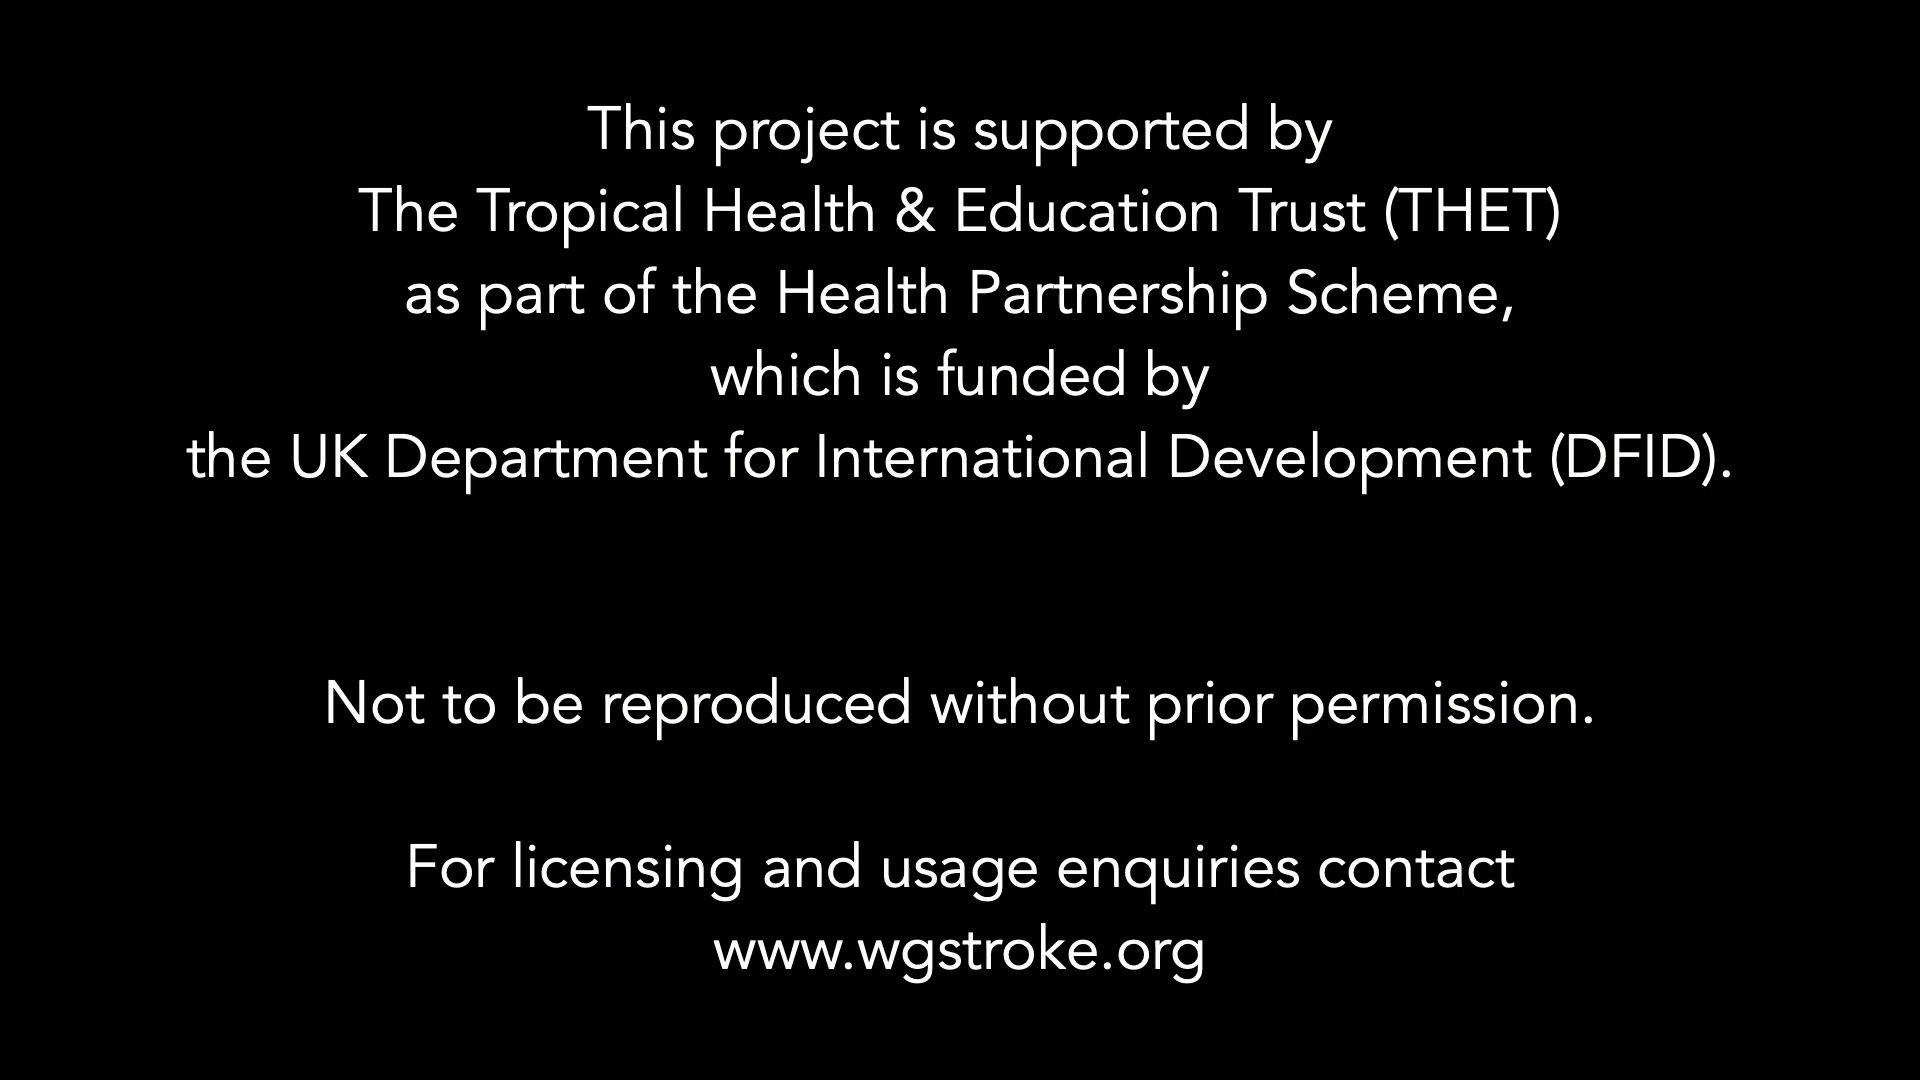 This project is supported by
The Tropical Health & Education Trust (THET)
as part of the Health Partnership Scheme,
which is funded by
the UK Department for International Development (DFID).
Not to be reproduced without prior permission.
For licensing and usage enquiries contact
www.wgstroke.org